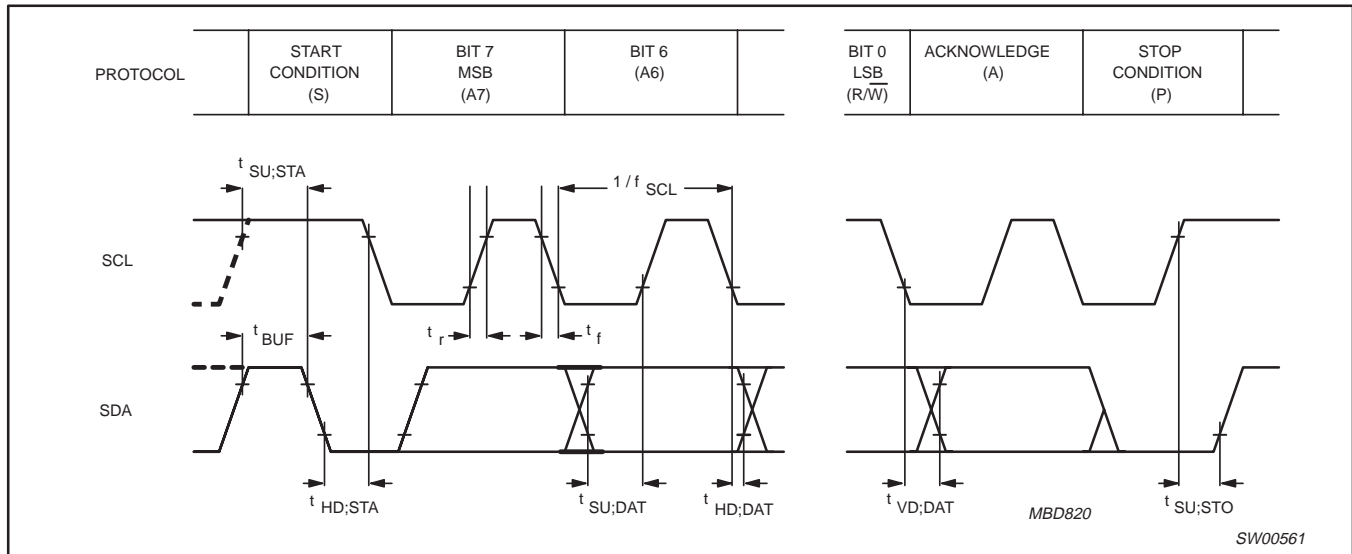 PROTOCOL
START
CONDITION
(S)
BIT 7
MSB
(A7)
BIT 6
(A6)
BIT 0
LSB
(R/W̅)
ACKNOWLEDGE
(A)
STOP
CONDITION
(P)
t SU;STA
1 / f SCL
SCL
t BUF
t r
t f
SDA
t HD;STA
t SU;DAT
t HD;DAT
t VD;DAT
t SU;STO
MBD820
SW00561